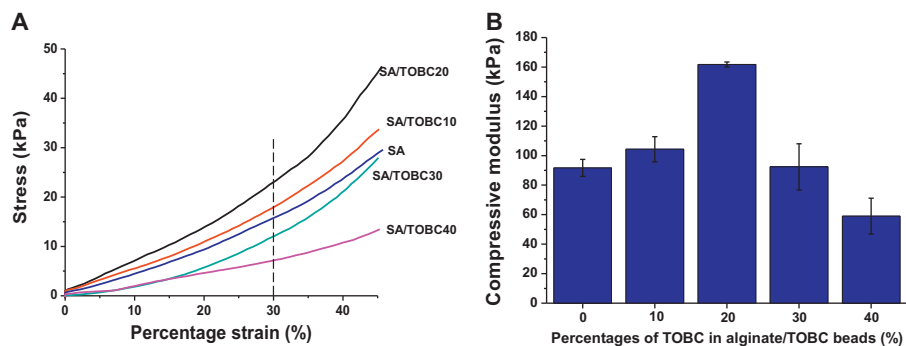 A
Stress (kPa)
50
40
30
20
10
0
0
10
20
30
40
Percentage strain (%)
SA/TOBC20
SA/TOBC10
SA
SA/TOBC30
SA/TOBC40
B
Compressive modulus (kPa)
180
160
140
120
100
80
60
40
20
0
0
10
20
30
40
Percentages of TOBC in alginate/TOBC beads (%)